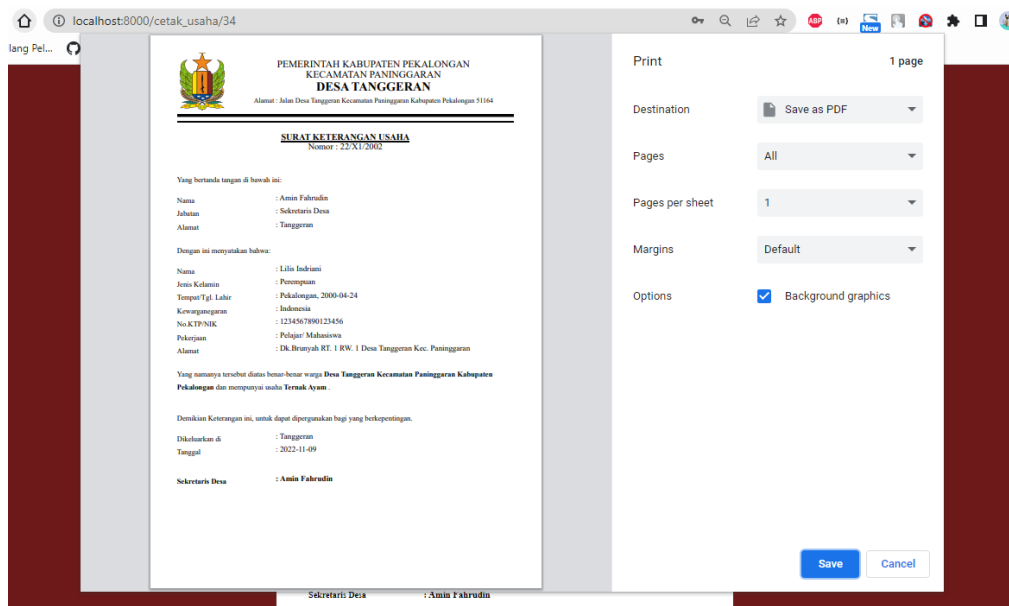 localhost:8000/cetak_usaha/34
ABP
New
lang Pel...
PEMERINTAH KABUPATEN PEKALONGAN
KECAMATAN PANINGGARAN
DESA TANGGERAN
Alamat : Jalan Desa Tanggeran Kecamatan Paninggaran Kabupaten Pekalongan 51164
SURAT KETERANGAN USAHA
Nomor : 22/X1/2002
Yang bertanda tangan di bawah ini:
Nama : Amin Fahrudin
Jabatan : Sekretaris Desa
Alamat : Tanggeran
Dengan ini menyatakan bahwa:
Nama : Lilis Indriani
Jenis Kelamin : Perempuan
Tempat/Tgl. Lahir : Pekalongan, 2000-04-24
Kewarganegaran : Indonesia
No.KTP/NIK : 1234567890123456
Pekerjaan : Pelajar/ Mahasiswa
Alamat : Dk.Brunyah RT. 1 RW. 1 Desa Tanggeran Kec. Paninggaran
Yang namanya tersebut diatas benar-benar warga Desa Tanggeran Kecamatan Paninggaran Kabupaten
Pekalongan dan mempunyai usaha Ternak Ayam .
Demikian Keterangan ini, untuk dapat dipergunakan bagi yang berkepentingan.
Dikeluarkan di : Tanggeran
Tanggal : 2022-11-09
Sekretaris Desa : Amin Fahrudin
Print 1 page
Destination Save as PDF
Pages All
Pages per sheet 1
Margins Default
Options Background graphics
Save Cancel
Sekretaris Desa : Amin Fahrudin